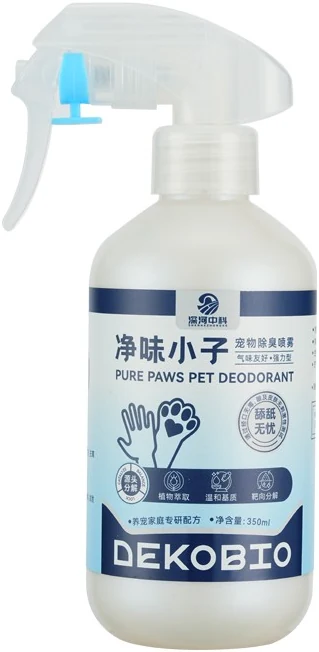 深河中科
净味小子
宠物除臭喷雾
气味友好•强力型
PURE PAWS PET DEODORANT
舔舐
无忧
源头
分解
植物萃取
温和基质
靶向分解
•养宠家庭专研配方 •净含量:350ml
DEKOBIO